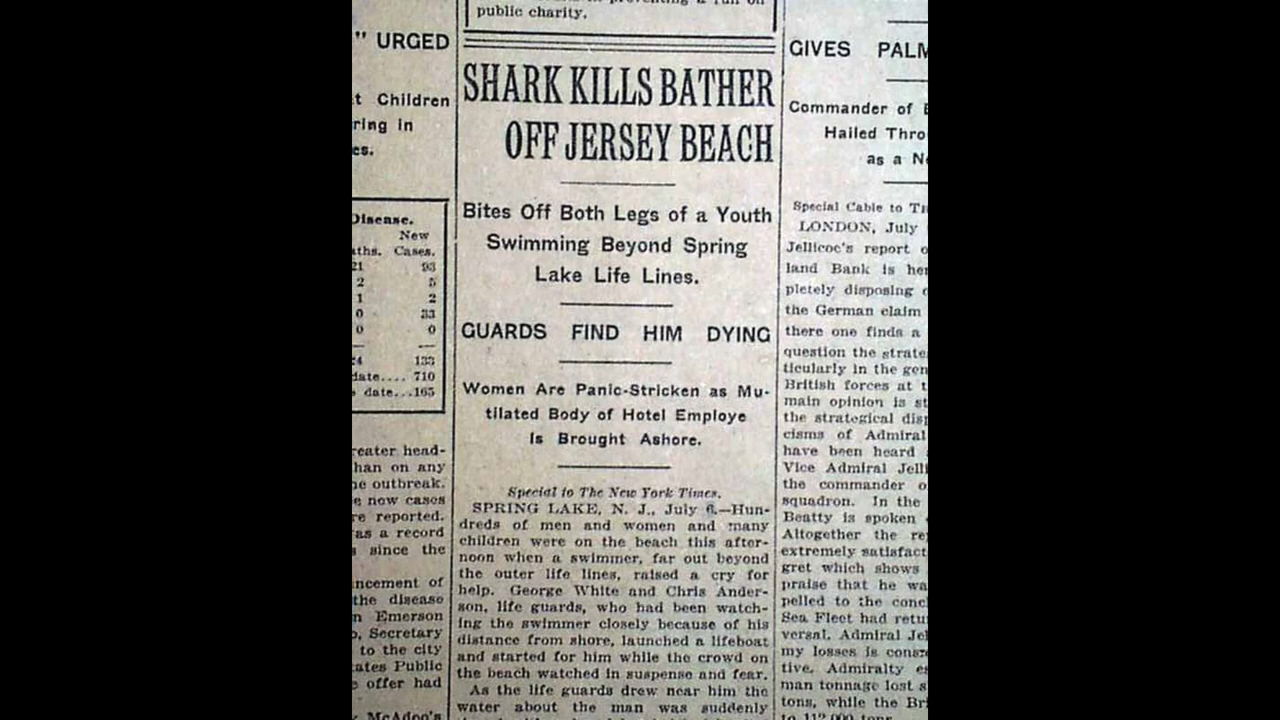 public charity.
" URGED
t Children
ring in
es.
Disease.
New
aths. Cases.
21 93
2 5
1 2
0 33
0 0
24 133
date.... 710
date...165
eater head-
han on any
e outbreak.
new cases
re reported.
as a record
since the
ncement of
the disease
n Emerson
Secretary
to the city
ates Public
offer had
McAdoo's
SHARK KILLS BATHER
OFF JERSEY BEACH
Bites Off Both Legs of a Youth
Swimming Beyond Spring
Lake Life Lines.
GUARDS FIND HIM DYING
Women Are Panic-Stricken as Mu-
tilated Body of Hotel Employe
Is Brought Ashore.
Special to The New York Times.
SPRING LAKE, N. J., July 6.—Hun-
dreds of men and women and many
children were on the beach this after-
noon when a swimmer, far out beyond
the outer life lines, raised a cry for
help. George White and Chris Ander-
son, life guards, who had been watch-
ing the swimmer closely because of his
distance from shore, launched a lifeboat
and started for him while the crowd on
the beach watched in suspense and fear.
As the life guards drew near him the
water about the man was suddenly
GIVES PALM
Commander of B
Hailed Thro
as a N
Special Cable to T
LONDON, July
Jellicoe's report o
land Bank is her
pletely disposing
the German claim
there one finds a
question the strate
ticularly in the gen
British forces at t
main opinion is st
the strategical disp
cisms of Admiral
have been heard
Vice Admiral Jelli
the commander o
squadron. In the
Beatty is spoken
Altogether the re
extremely satisfact
gret which shows
praise that he wa
pelled to the conc
Sea Fleet had retu
versal. Admiral Jel
my losses is conse
tive. Admiralty es
man tonnage lost s
tons, while the Bri
to 112,000 tons